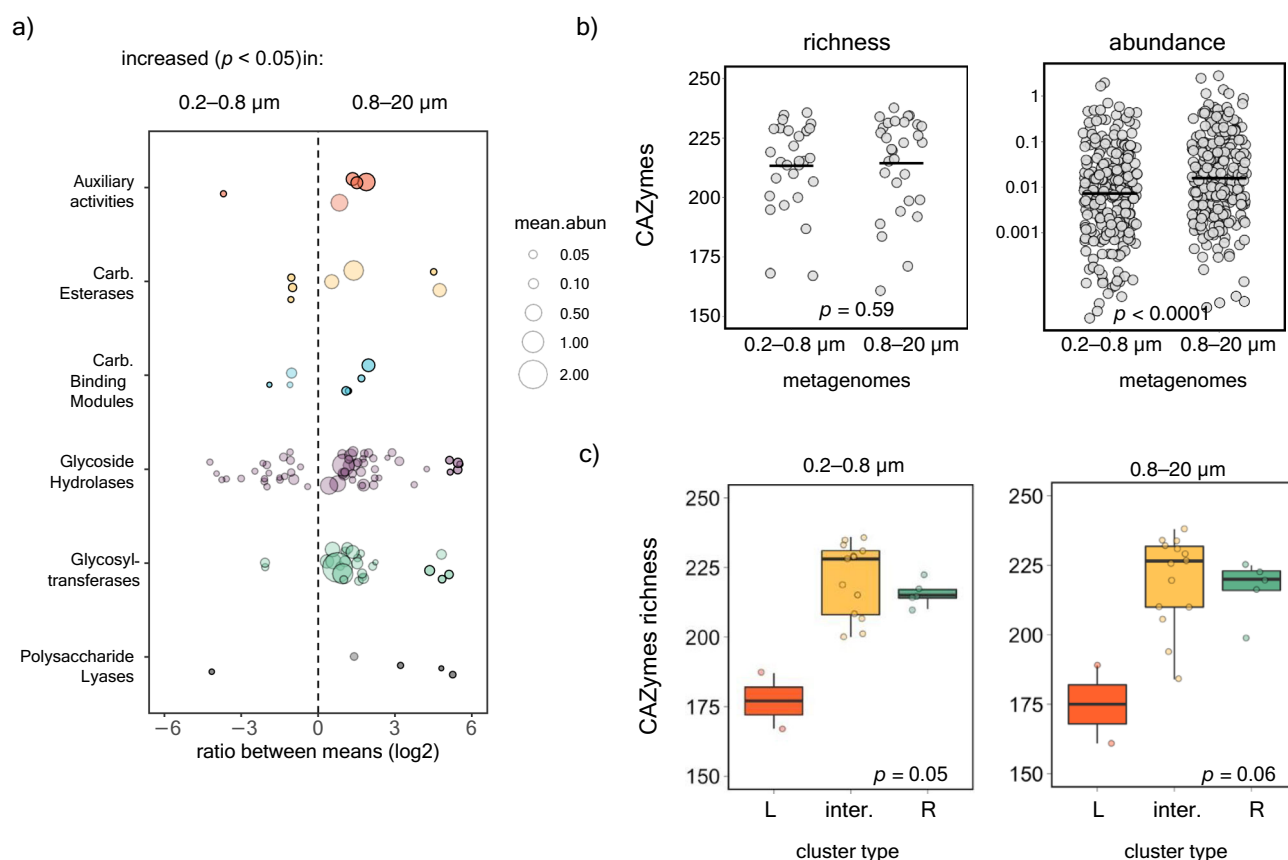 a)
increased (p < 0.05)in:
0.2–0.8 µm
0.8–20 µm
Auxiliary
activities
Carb.
Esterases
Carb.
Binding
Modules
Glycoside
Hydrolases
Glycosyl-
transferases
Polysaccharide
Lyases
−6
−3
0
3
6
ratio between means (log2)
mean.abun
0.05
0.10
0.50
1.00
2.00
b)
richness
CAZymes
250
225
200
175
150
p = 0.59
0.2–0.8 µm
0.8–20 µm
metagenomes
abundance
1
0.1
0.01
0.001
p < 0.0001
0.2–0.8 µm
0.8–20 µm
metagenomes
c)
0.2–0.8 µm
CAZymes richness
250
225
200
175
150
p = 0.05
L
inter.
R
cluster type
0.8–20 µm
250
225
200
175
150
p = 0.06
L
inter.
R
cluster type